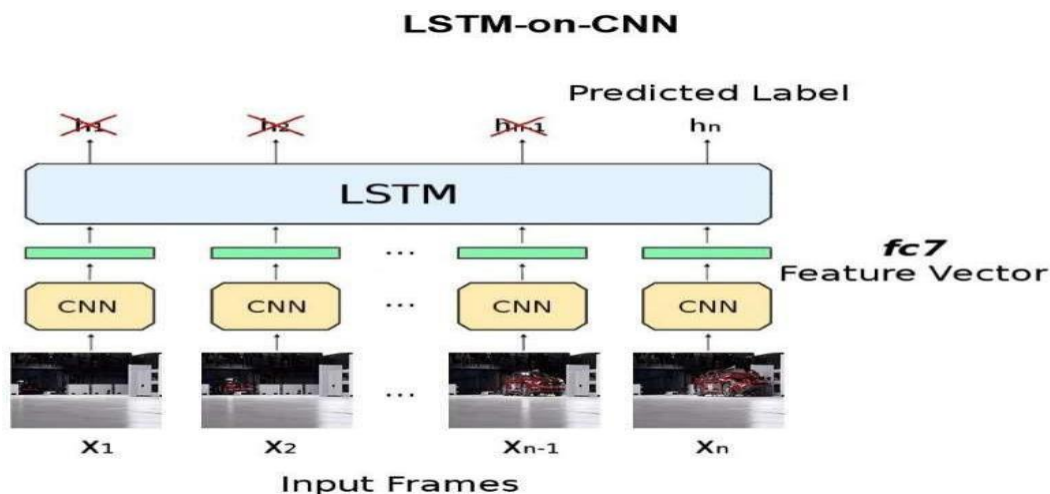 LSTM-on-CNN
Predicted Label
h1 h2 hn-1 hn
LSTM
...
fc7
Feature Vector
CNN CNN ... CNN CNN
...
x1 x2 xn-1 xn
Input Frames